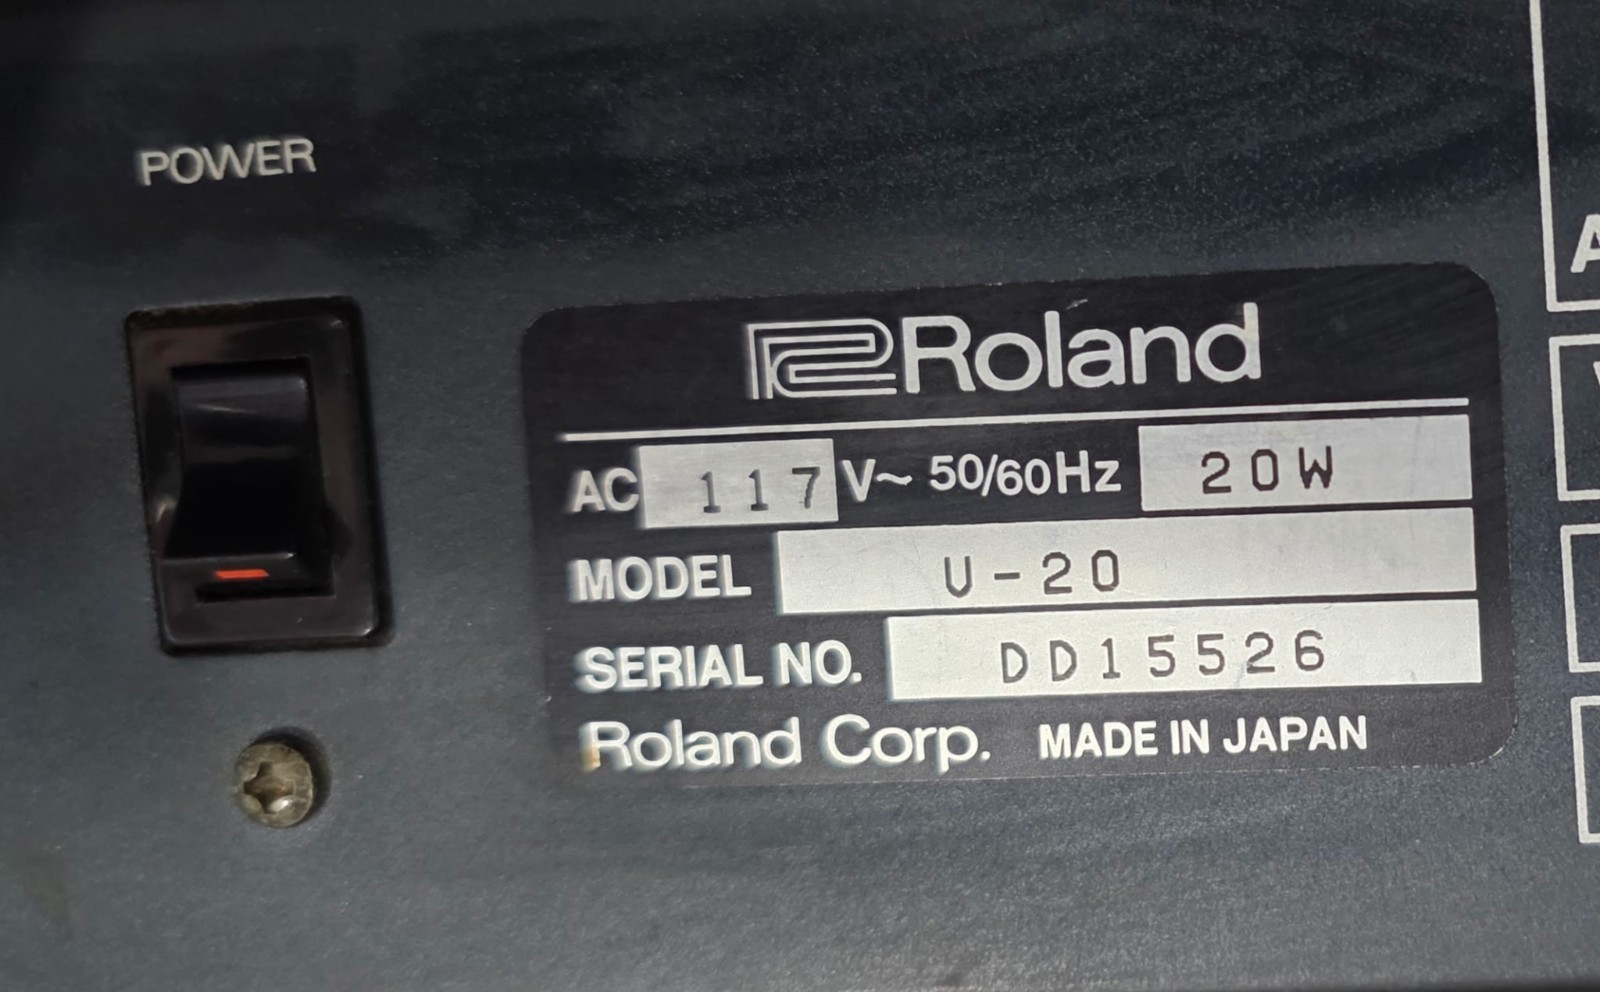 POWER
Roland
AC 117 V~ 50/60Hz 20W
MODEL U-20
SERIAL NO. DD15526
Roland Corp. MADE IN JAPAN